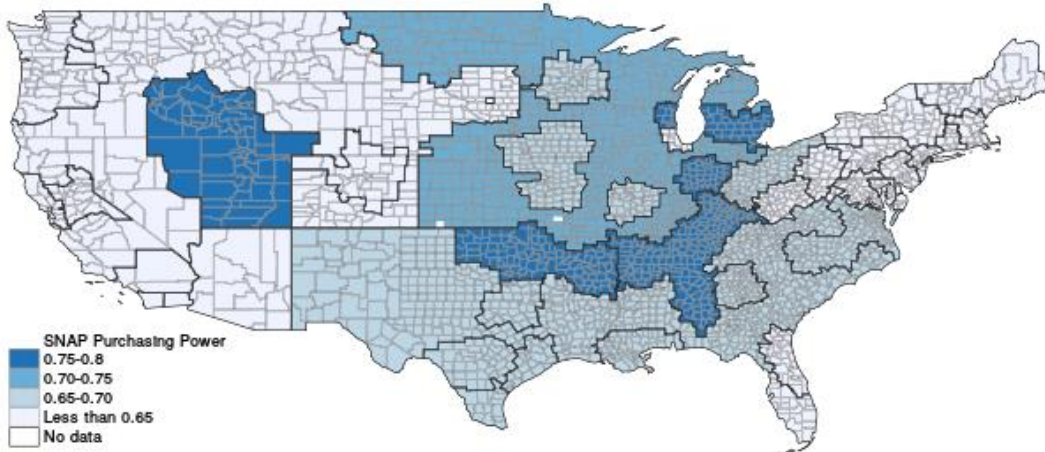 SNAP Purchasing Power
0.75-0.8
0.70-0.75
0.65-0.70
Less than 0.65
No data